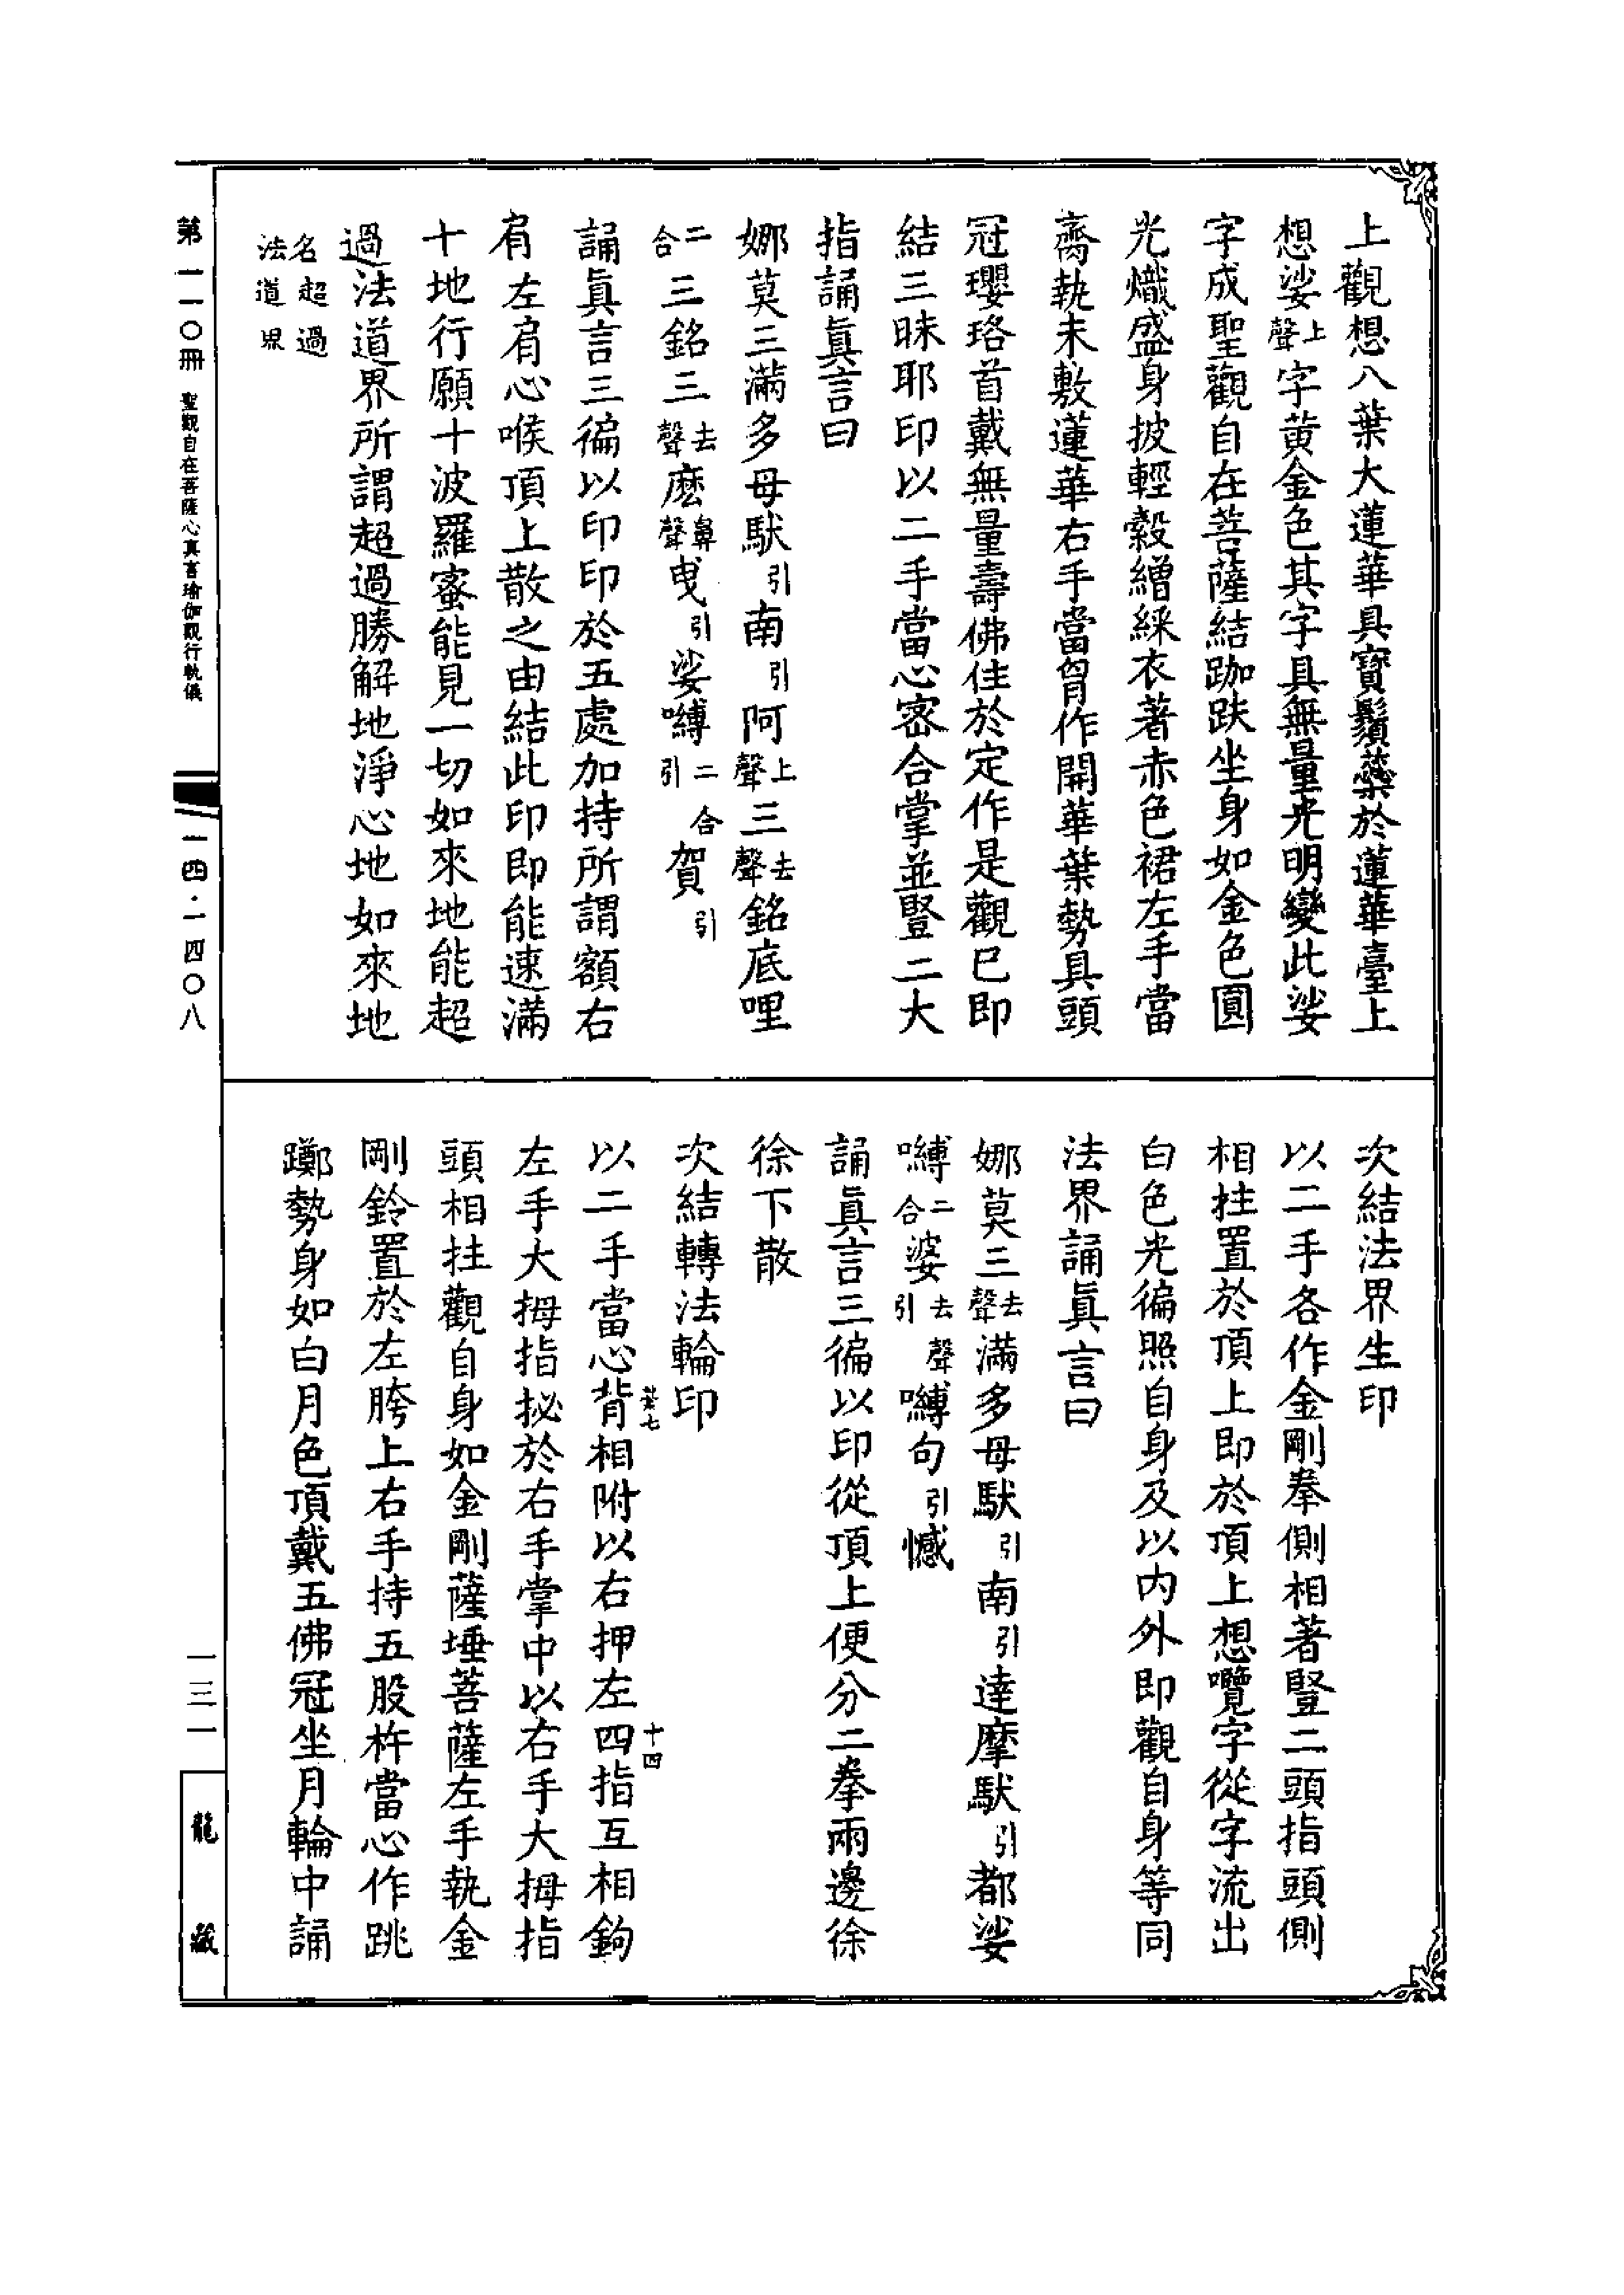 上觀想八葉大蓮華具寶鬚蘂於蓮華臺上
想娑上聲字黃金色其字具無量光明變此娑
字成聖觀自在菩薩結跏趺坐身如金色圓
光熾盛身披輕縠繒綵衣著赤色裙左手當
齎執未敷蓮華右手當胷作開華葉勢具頭
冠瓔珞首戴無量壽佛住於定作是觀已即
結三昧耶印以二手當心密合掌並豎二大
指誦眞言曰
娜莫三滿多母馱引南引阿上聲三去聲銘底哩
二合三銘三去聲麽鼻聲曳引娑嚩二合引賀引
誦眞言三徧以印印於五處加持所謂額右
肩左肩心喉頂上散之由結此印即能速滿
十地行願十波羅蜜能見一切如來地能超
過法道界所謂超過勝解地淨心地如來地
名超過
法道界
次結法界生印
以二手各作金剛拳側相著豎二頭指頭側
相拄置於頂上即於頂上想囕字從字流出
白色光徧照自身及以內外即觀自身等同
法界誦眞言曰
娜莫三去聲滿多母馱引南引達摩馱引都娑
嚩二合婆去聲引嚩句引憾
誦眞言三徧以印從頂上便分二拳兩邊徐
徐下散
次結轉法輪印
以二手當心背相附以右押左四指互相鉤
左手大拇指拟於右手掌中以右手大拇指
頭相拄觀自身如金剛薩埵菩薩左手執金
剛鈴置於左胯上右手持五股杵當心作跳
躑勢身如白月色頂戴五佛冠坐月輪中誦
七
十四
第一一〇冊
聖觀自在菩薩心真言瑜伽觀行軌儀
一四·一四〇八
一三一
龍藏